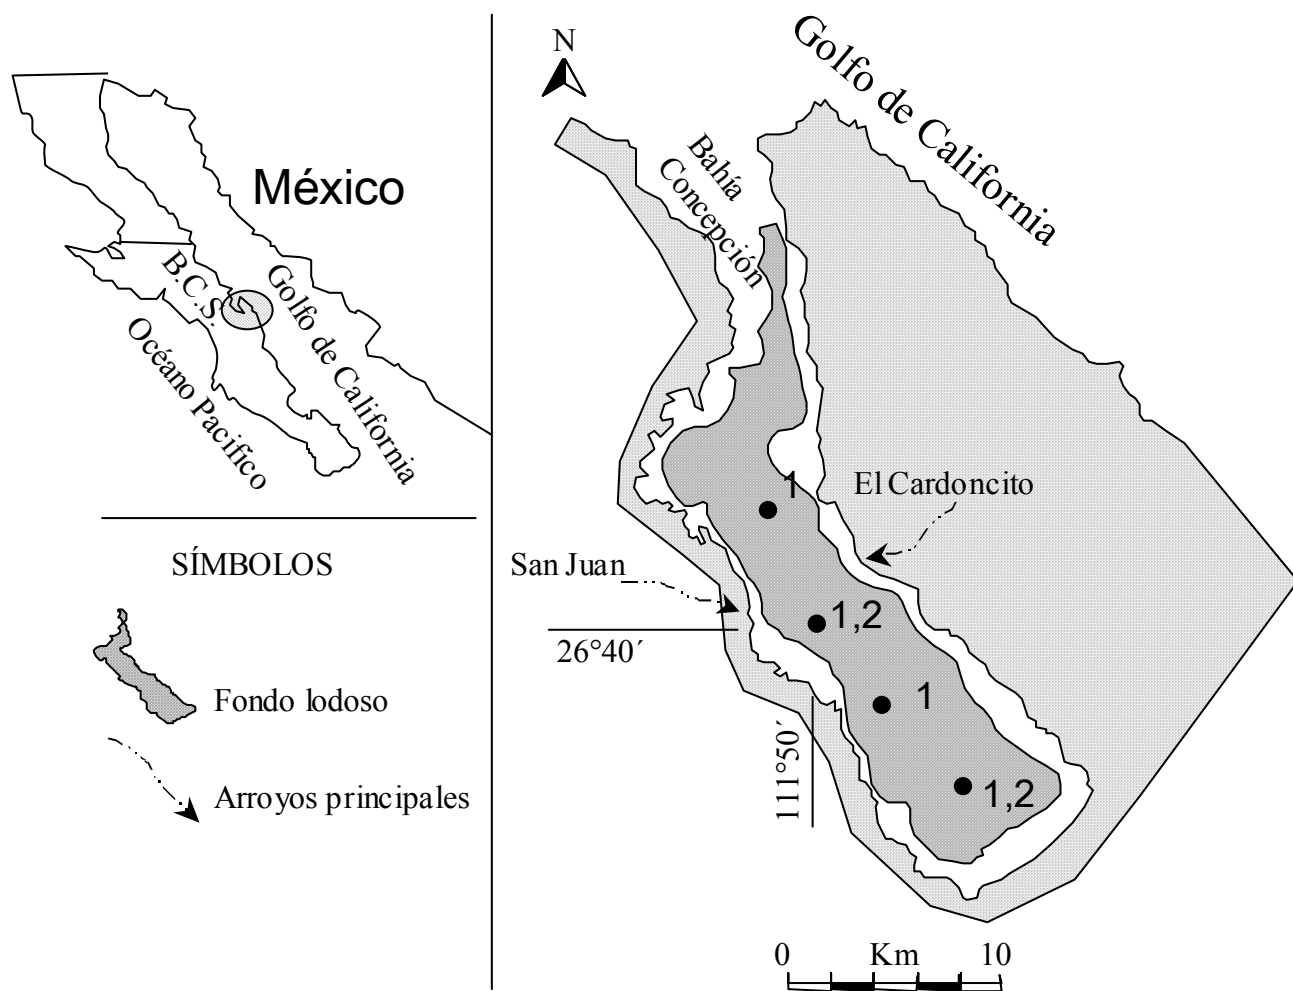 México
B.C.S.
Golfo de California
Océano Pacifico
SÍMBOLOS
Fondo lodoso
Arroyos principales
N
Golfo de California
Bahía
Concepción
1
El Cardoncito
San Juan
1,2
26°40´
1
111°50´
1,2
0 Km 10